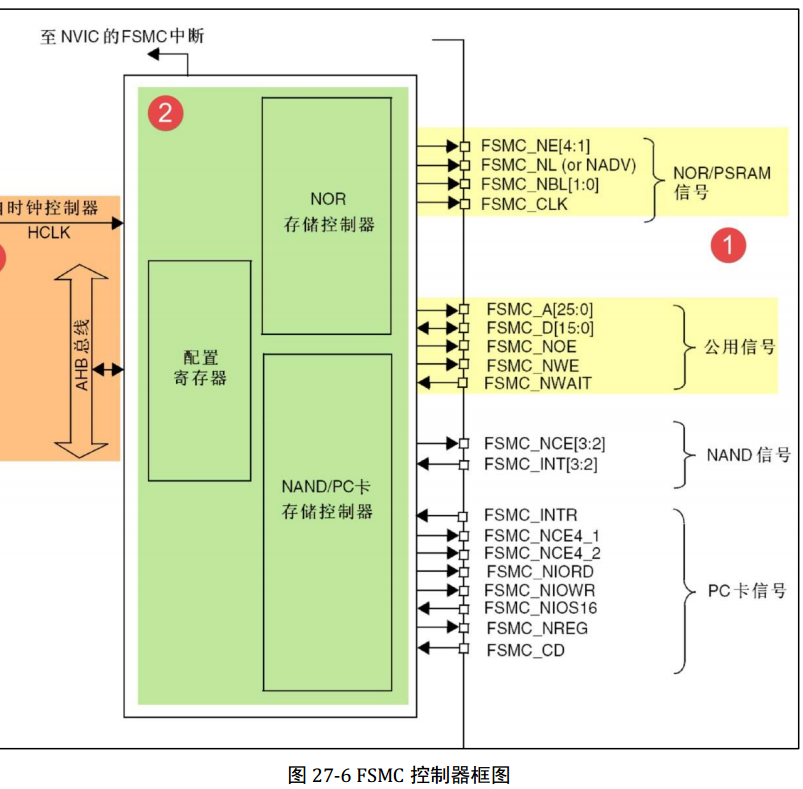 至 NVIC 的FSMC中断
2
FSMC_NE[4:1]
FSMC_NL (or NADV)
FSMC_NBL[1:0]
FSMC_CLK
NOR/PSRAM
信号
1
NOR
存储控制器
时钟控制器
HCLK
AHB 总线
配置
寄存器
FSMC_A[25:0]
FSMC_D[15:0]
FSMC_NOE
FSMC_NWE
FSMC_NWAIT
公用信号
NAND/PC卡
存储控制器
FSMC_NCE[3:2]
FSMC_INT[3:2]
NAND 信号
FSMC_INTR
FSMC_NCE4_1
FSMC_NCE4_2
FSMC_NIORD
FSMC_NIOWR
FSMC_NIOS16
FSMC_NREG
FSMC_CD
PC卡信号
图 27-6 FSMC 控制器框图